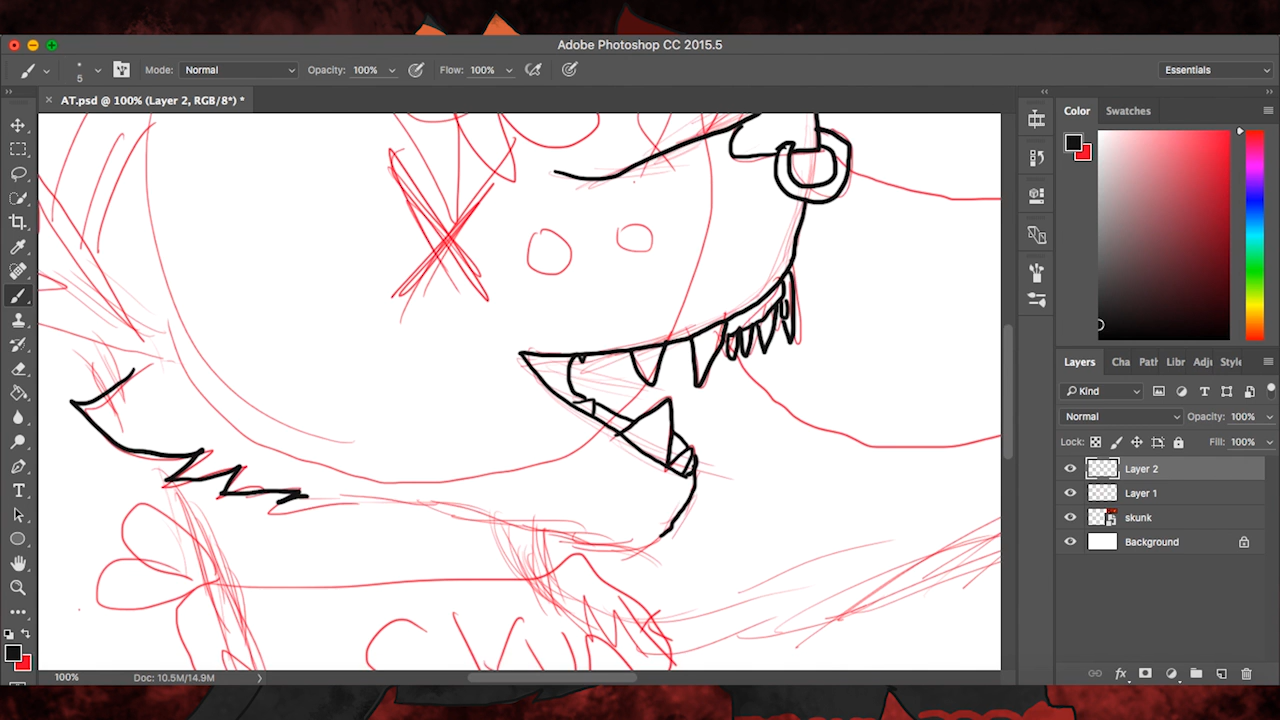 Adobe Photoshop CC 2015.5
5 Mode: Normal Opacity: 100% Flow: 100% Essentials
× AT.psd @ 100% (Layer 2, RGB/8*) *
Color Swatches
Layers Cha Path Libr Adj Style
Kind T
Normal Opacity: 100%
Lock: Fill: 100%
Layer 2
Layer 1
skunk
Background
T
100% Doc: 10.5M/14.9M
fx